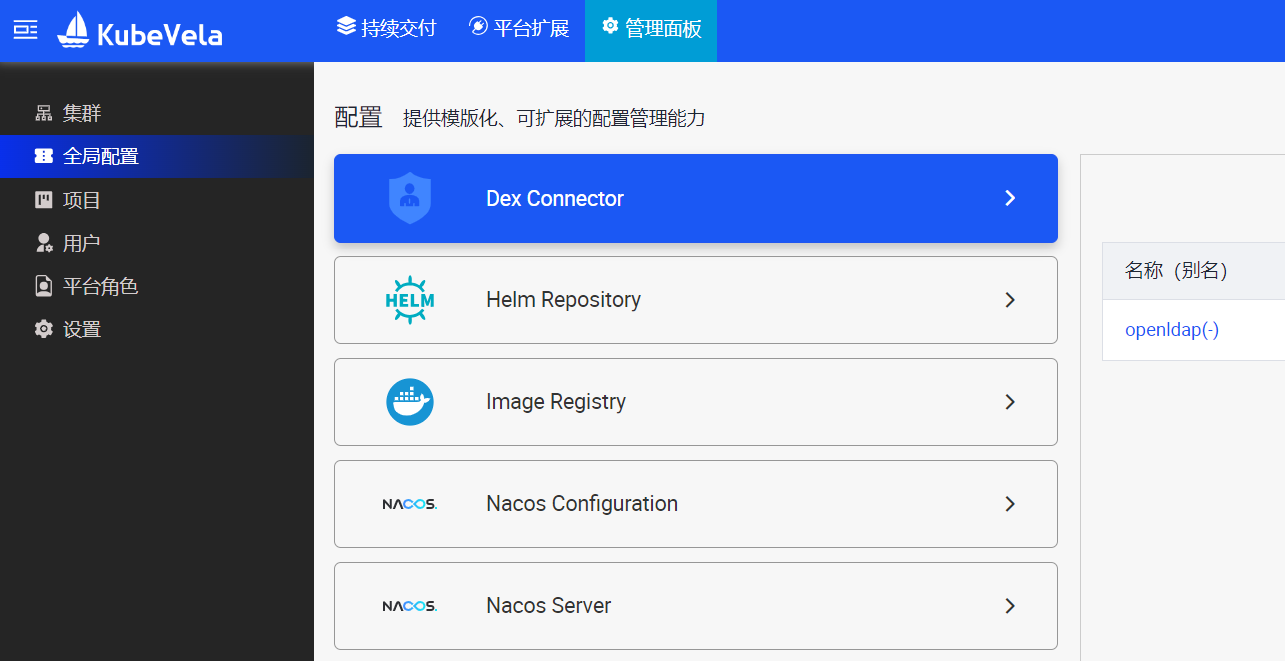 KubeVela
持续交付
平台扩展
管理面板
集群
全局配置
项目
用户
平台角色
设置
配置 提供模版化、可扩展的配置管理能力
Dex Connector
HELM
Helm Repository
Image Registry
NACOS.
Nacos Configuration
NACOS.
Nacos Server
名称（别名）
openldap(-)